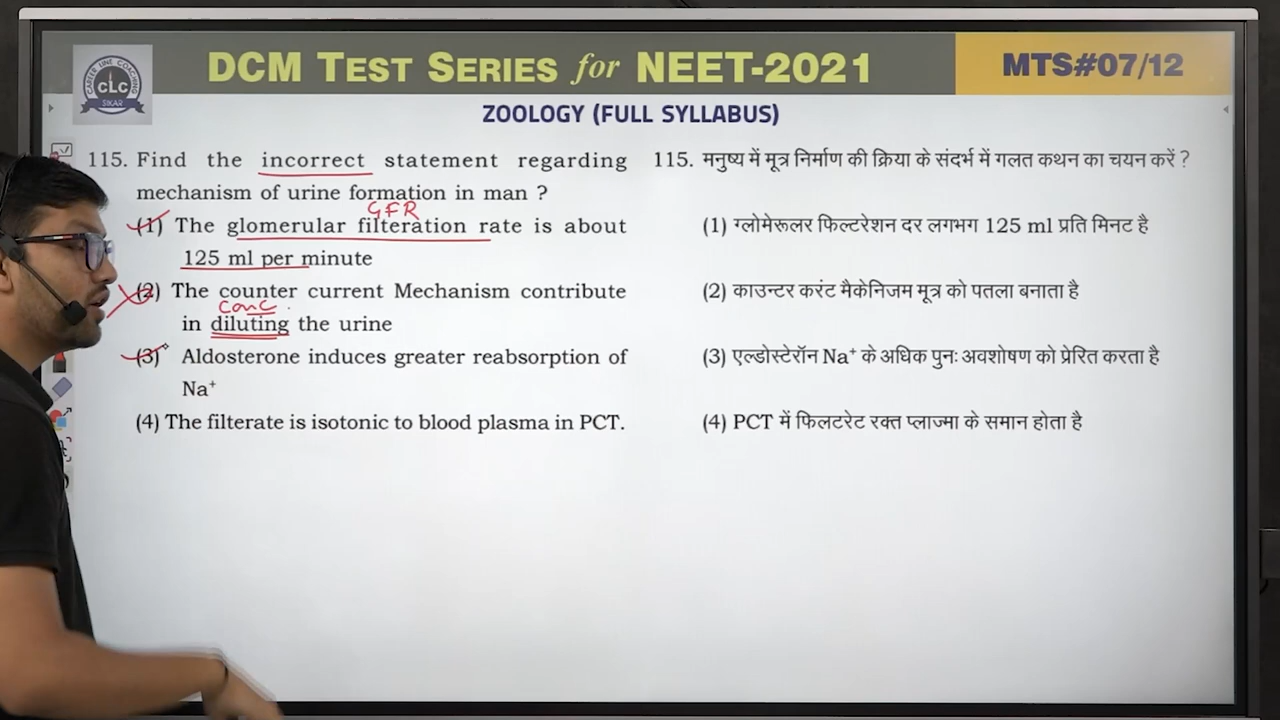 DCM TEST SERIES for NEET-2021
MTS#07/12
CAREER LINE COACHING
CLC
SIKAR
ZOOLOGY (FULL SYLLABUS)
115. Find the incorrect statement regarding
mechanism of urine formation in man ?
GFR
(1) The glomerular filteration rate is about
125 ml per minute
(2) The counter current Mechanism contribute
conc.
in diluting the urine
(3) Aldosterone induces greater reabsorption of
Na⁺
(4) The filterate is isotonic to blood plasma in PCT.
115. मनुष्य में मूत्र निर्माण की क्रिया के संदर्भ में गलत कथन का चयन करें ?
(1) ग्लोमेरूलर फिल्टरेशन दर लगभग 125 ml प्रति मिनट है
(2) काउन्टर करंट मैकेनिजम मूत्र को पतला बनाता है
(3) एल्डोस्टेरॉन Na⁺ के अधिक पुनः अवशोषण को प्रेरित करता है
(4) PCT में फिलटरेट रक्त प्लाज्मा के समान होता है